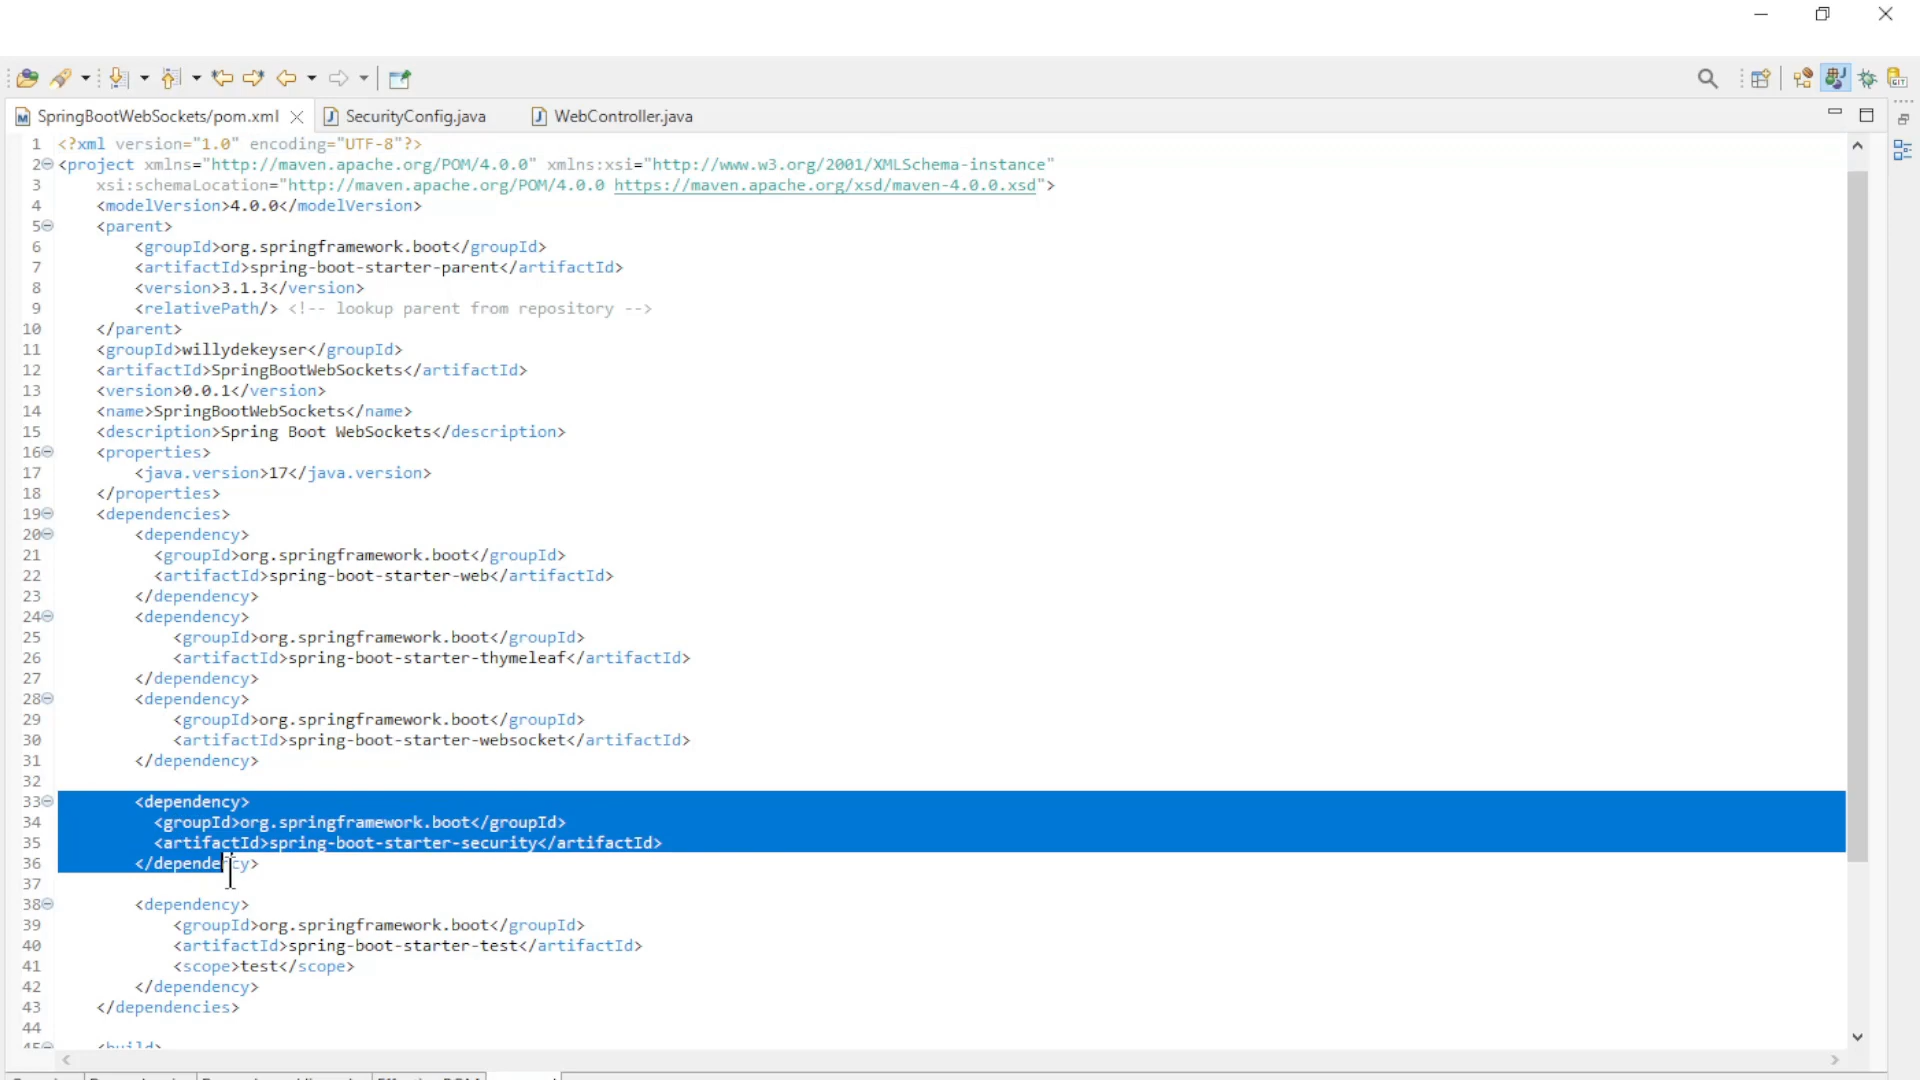 SpringBootWebSockets/pom.xml
SecurityConfig.java
WebController.java
1 <?xml version="1.0" encoding="UTF-8"?>
2 <project xmlns="http://maven.apache.org/POM/4.0.0" xmlns:xsi="http://www.w3.org/2001/XMLSchema-instance"
3 xsi:schemaLocation="http://maven.apache.org/POM/4.0.0 https://maven.apache.org/xsd/maven-4.0.0.xsd">
4 <modelVersion>4.0.0</modelVersion>
5 <parent>
6 <groupId>org.springframework.boot</groupId>
7 <artifactId>spring-boot-starter-parent</artifactId>
8 <version>3.1.3</version>
9 <relativePath/> <!-- lookup parent from repository -->
10 </parent>
11 <groupId>willydekeyser</groupId>
12 <artifactId>SpringBootWebSockets</artifactId>
13 <version>0.0.1</version>
14 <name>SpringBootWebSockets</name>
15 <description>Spring Boot WebSockets</description>
16 <properties>
17 <java.version>17</java.version>
18 </properties>
19 <dependencies>
20 <dependency>
21 <groupId>org.springframework.boot</groupId>
22 <artifactId>spring-boot-starter-web</artifactId>
23 </dependency>
24 <dependency>
25 <groupId>org.springframework.boot</groupId>
26 <artifactId>spring-boot-starter-thymeleaf</artifactId>
27 </dependency>
28 <dependency>
29 <groupId>org.springframework.boot</groupId>
30 <artifactId>spring-boot-starter-websocket</artifactId>
31 </dependency>
32
33 <dependency>
34 <groupId>org.springframework.boot</groupId>
35 <artifactId>spring-boot-starter-security</artifactId>
36 </dependency>
37
38 <dependency>
39 <groupId>org.springframework.boot</groupId>
40 <artifactId>spring-boot-starter-test</artifactId>
41 <scope>test</scope>
42 </dependency>
43 </dependencies>
44
45 <build>